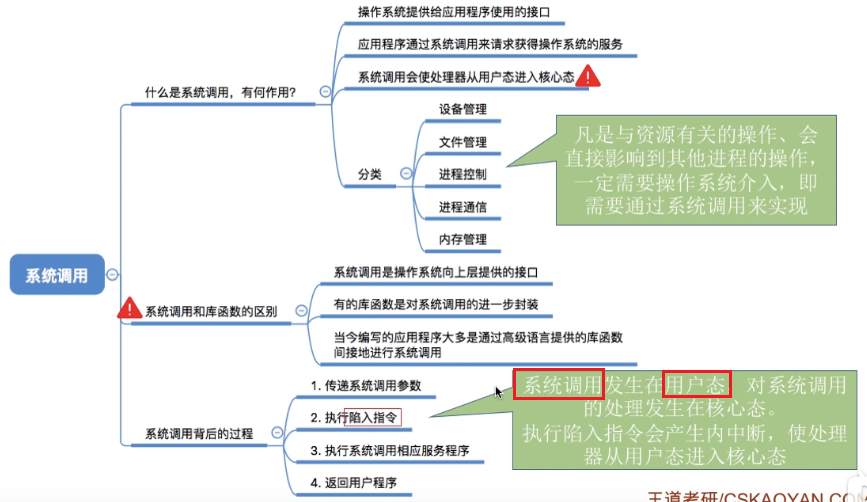 操作系统提供给应用程序使用的接口
应用程序通过系统调用来请求获得操作系统的服务
什么是系统调用，有何作用？
系统调用会使处理器从用户态进入核心态
分类
设备管理
文件管理
进程控制
进程通信
内存管理
凡是与资源有关的操作、会
直接影响到其他进程的操作，
一定需要操作系统介入，即
需要通过系统调用来实现
系统调用
系统调用和库函数的区别
系统调用是操作系统向上层提供的接口
有的库函数是对系统调用的进一步封装
当今编写的应用程序大多是通过高级语言提供的库函数
间接地进行系统调用
系统调用背后的过程
1. 传递系统调用参数
2. 执行陷入指令
3. 执行系统调用相应服务程序
4. 返回用户程序
系统调用发生在用户态 对系统调用
的处理发生在核心态。
执行陷入指令会产生内中断，使处理
器从用户态进入核心态
王道考研/CSKAOYAN.COM